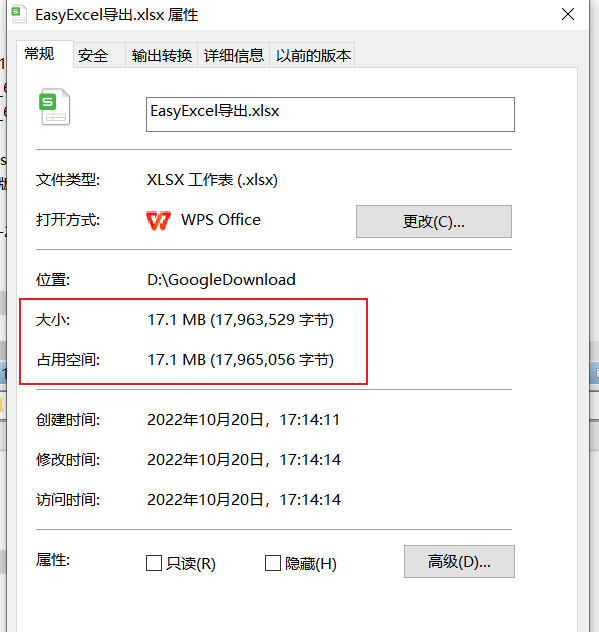 EasyExcel导出.xlsx 属性
常规 安全 输出转换 详细信息 以前的版本
EasyExcel导出.xlsx
文件类型: XLSX 工作表 (.xlsx)
打开方式: WPS Office 更改(C)...
位置: D:\GoogleDownload
大小: 17.1 MB (17,963,529 字节)
占用空间: 17.1 MB (17,965,056 字节)
创建时间: 2022年10月20日，17:14:11
修改时间: 2022年10月20日，17:14:14
访问时间: 2022年10月20日，17:14:14
属性: 只读(R) 隐藏(H) 高级(D)...